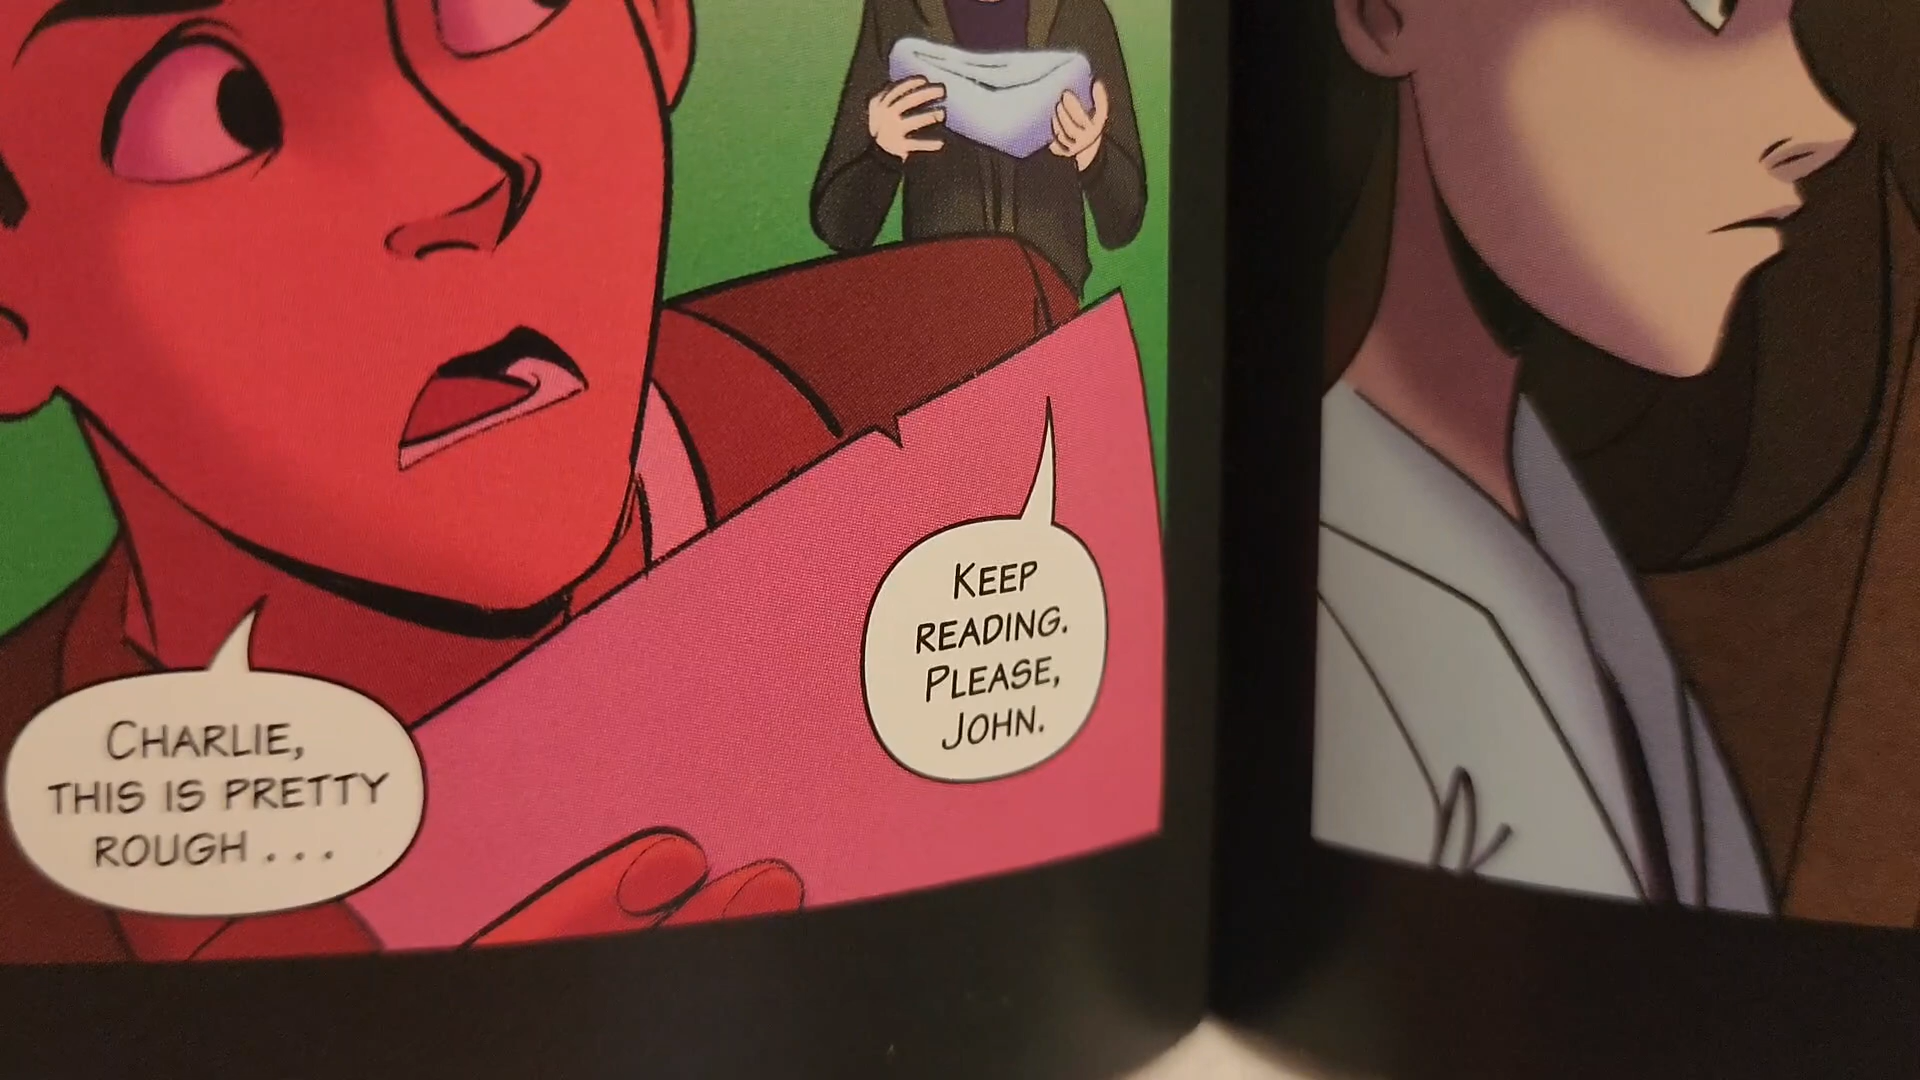 CHARLIE,
THIS IS PRETTY
ROUGH...
KEEP
READING.
PLEASE,
JOHN.